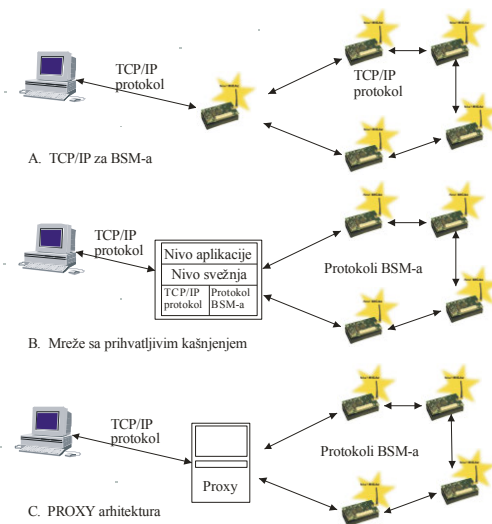 TCP/IP
protokol
TCP/IP
protokol
A. TCP/IP za BSM-a
TCP/IP
protokol
Nivo aplikacije
Nivo svežnja
TCP/IP
protokol
Protokol
BSM-a
Protokoli BSM-a
B. Mreže sa prihvatljivim kašnjenjem
TCP/IP
protokol
Proxy
Protokoli BSM-a
C. PROXY arhitektura